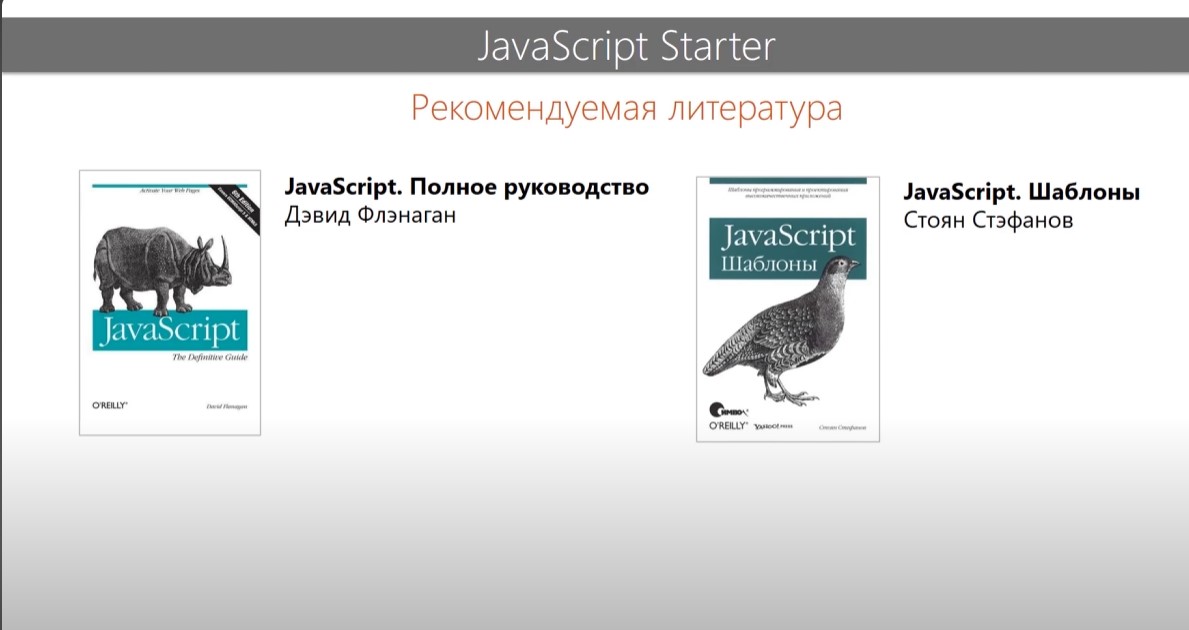 JavaScript Starter
Рекомендуемая литература
Activate Your Web Pages
6th Edition
JavaScript
The Definitive Guide
O'REILLY®
David Flanagan
JavaScript. Полное руководство
Дэвид Флэнаган
Шаблоны программирования и проектирования
высококачественных приложений
JavaScript
Шаблоны
Символ
O'REILLY® YAHOO! PRESS
Стоян Стефанов
JavaScript. Шаблоны
Стоян Стэфанов